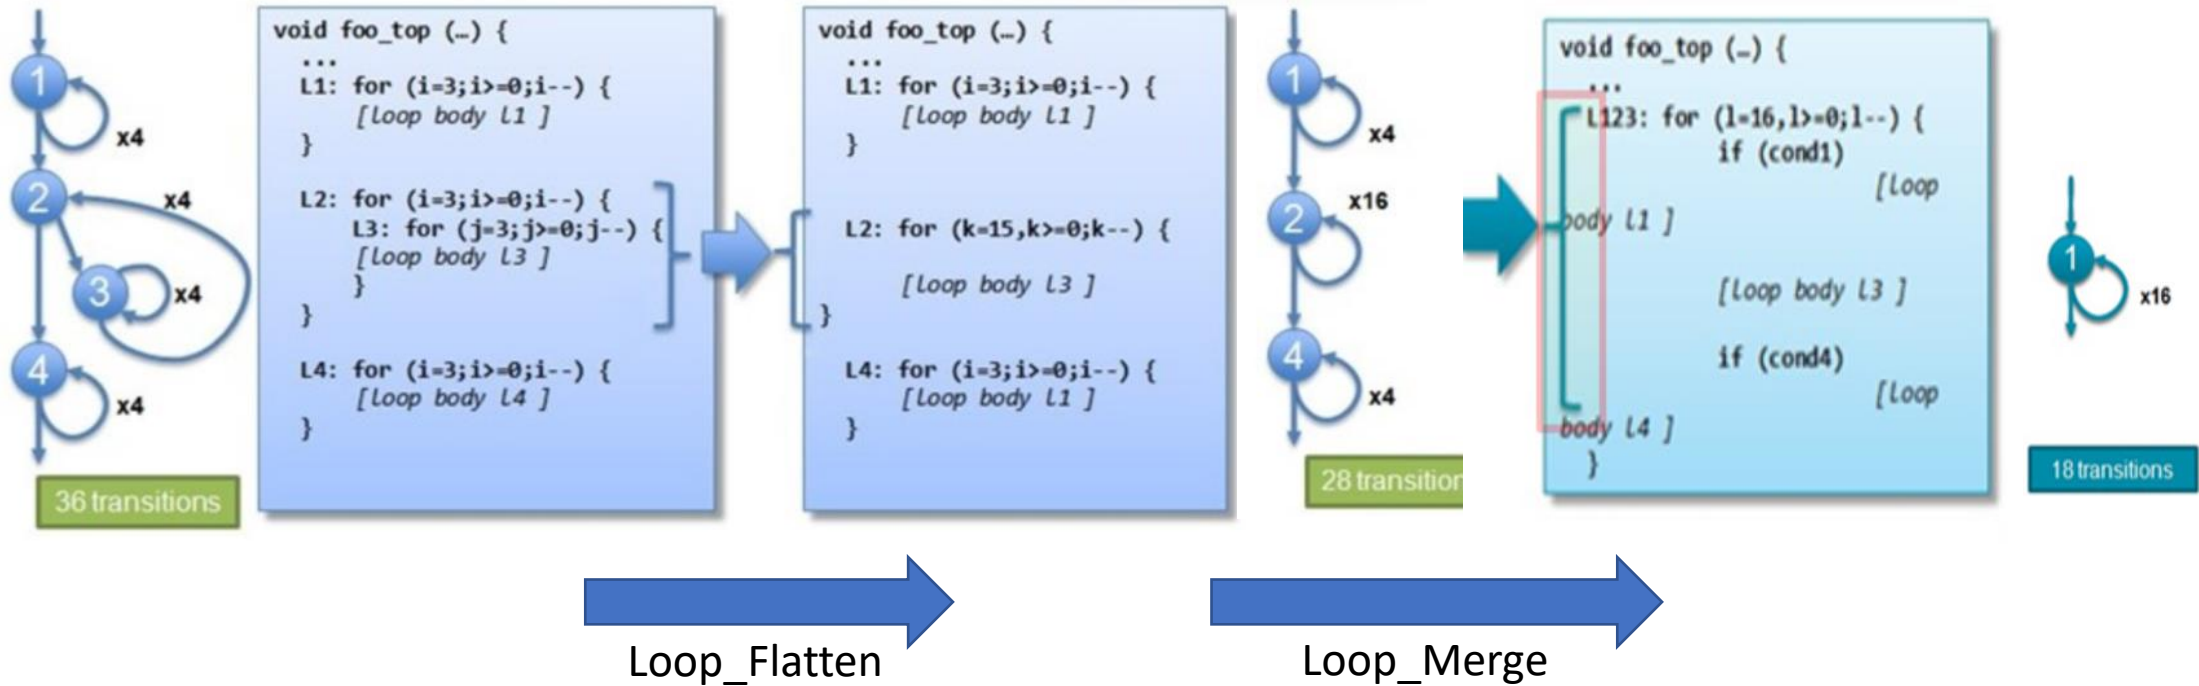 1
x4
2
x4
3
x4
4
x4
36 transitions
void foo_top (…) {
...
L1: for (i=3;i>=0;i--) {
[loop body l1 ]
}
L2: for (i=3;i>=0;i--) {
L3: for (j=3;j>=0;j--) {
[loop body l3 ]
}
}
L4: for (i=3;i>=0;i--) {
[loop body l4 ]
}
void foo_top (…) {
...
L1: for (i=3;i>=0;i--) {
[loop body l1 ]
}
L2: for (k=15,k>=0;k--) {
[loop body l3 ]
}
L4: for (i=3;i>=0;i--) {
[loop body l1 ]
}
1
x4
2
x16
4
x4
28 transition
void foo_top (…) {
...
L123: for (l=16,l>=0;l--) {
if (cond1)
[loop
body l1 ]
[loop body l3 ]
if (cond4)
[loop
body l4 ]
}
1
x16
18 transitions
Loop_Flatten
Loop_Merge